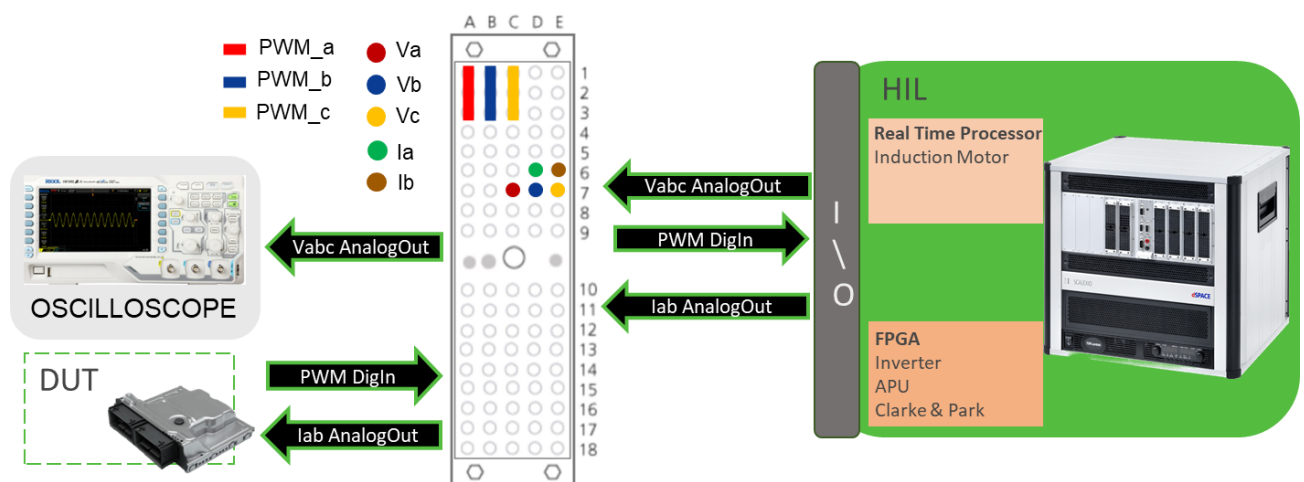 A B C D E
PWM_a
PWM_b
PWM_c
Va
Vb
Vc
Ia
Ib
1
2
3
4
5
6
7
8
9
10
11
12
13
14
15
16
17
18
OSCILLOSCOPE
Vabc AnalogOut
DUT
PWM DigIn
Iab AnalogOut
Vabc AnalogOut
PWM DigIn
Iab AnalogOut
I \ O
HIL
Real Time Processor
Induction Motor
FPGA
Inverter
APU
Clarke & Park
dSPACE